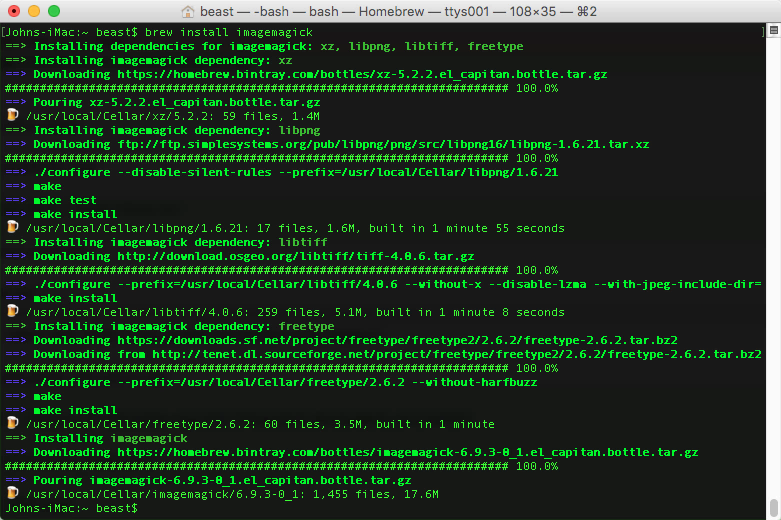 beast — -bash — bash — Homebrew — ttys001 — 108×35 — ⌘2
[Johns-iMac:~ beast$ brew install imagemagick ]
==> Installing dependencies for imagemagick: xz, libpng, libtiff, freetype
==> Installing imagemagick dependency: xz
==> Downloading https://homebrew.bintray.com/bottles/xz-5.2.2.el_capitan.bottle.tar.gz
######################################################################## 100.0%
==> Pouring xz-5.2.2.el_capitan.bottle.tar.gz
🍺 /usr/local/Cellar/xz/5.2.2: 59 files, 1.4M
==> Installing imagemagick dependency: libpng
==> Downloading ftp://ftp.simplesystems.org/pub/libpng/png/src/libpng16/libpng-1.6.21.tar.xz
######################################################################## 100.0%
==> ./configure --disable-silent-rules --prefix=/usr/local/Cellar/libpng/1.6.21
==> make
==> make test
==> make install
🍺 /usr/local/Cellar/libpng/1.6.21: 17 files, 1.6M, built in 1 minute 55 seconds
==> Installing imagemagick dependency: libtiff
==> Downloading http://download.osgeo.org/libtiff/tiff-4.0.6.tar.gz
######################################################################## 100.0%
==> ./configure --prefix=/usr/local/Cellar/libtiff/4.0.6 --without-x --disable-lzma --with-jpeg-include-dir=
==> make install
🍺 /usr/local/Cellar/libtiff/4.0.6: 259 files, 5.1M, built in 1 minute 8 seconds
==> Installing imagemagick dependency: freetype
==> Downloading https://downloads.sf.net/project/freetype/freetype2/2.6.2/freetype-2.6.2.tar.bz2
==> Downloading from http://tenet.dl.sourceforge.net/project/freetype/freetype2/2.6.2/freetype-2.6.2.tar.bz2
######################################################################## 100.0%
==> ./configure --prefix=/usr/local/Cellar/freetype/2.6.2 --without-harfbuzz
==> make
==> make install
🍺 /usr/local/Cellar/freetype/2.6.2: 60 files, 3.5M, built in 1 minute
==> Installing imagemagick
==> Downloading https://homebrew.bintray.com/bottles/imagemagick-6.9.3-0_1.el_capitan.bottle.tar.gz
######################################################################## 100.0%
==> Pouring imagemagick-6.9.3-0_1.el_capitan.bottle.tar.gz
🍺 /usr/local/Cellar/imagemagick/6.9.3-0_1: 1,455 files, 17.6M
Johns-iMac:~ beast$